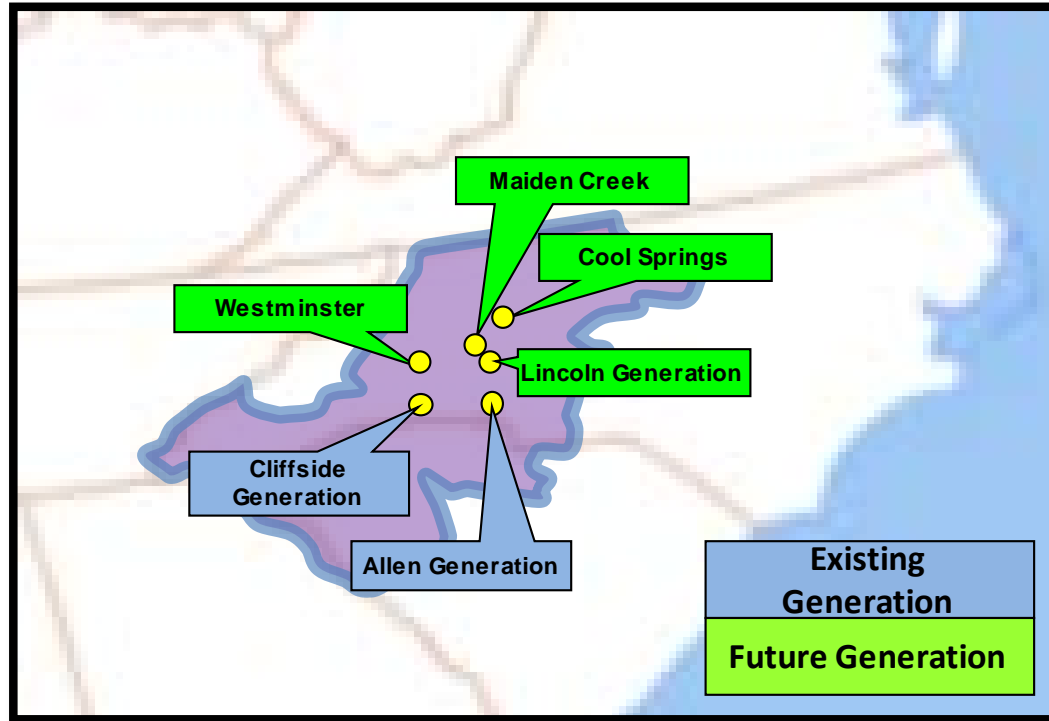 Maiden Creek
Cool Springs
Westminster
Lincoln Generation
Cliffside
Generation
Allen Generation
Existing
Generation
Future Generation